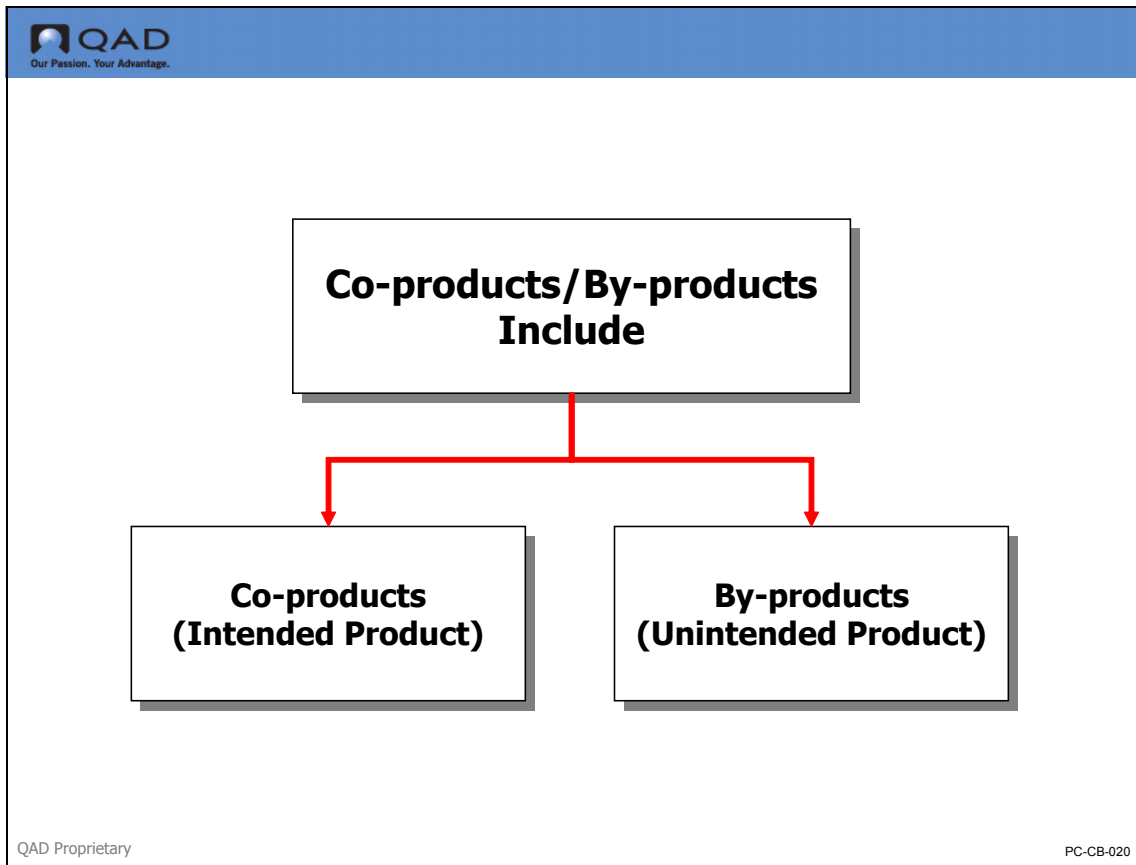 QAD
Our Passion. Your Advantage.
Co-products/By-products
Include
Co-products
(Intended Product)
By-products
(Unintended Product)
QAD Proprietary
PC-CB-020